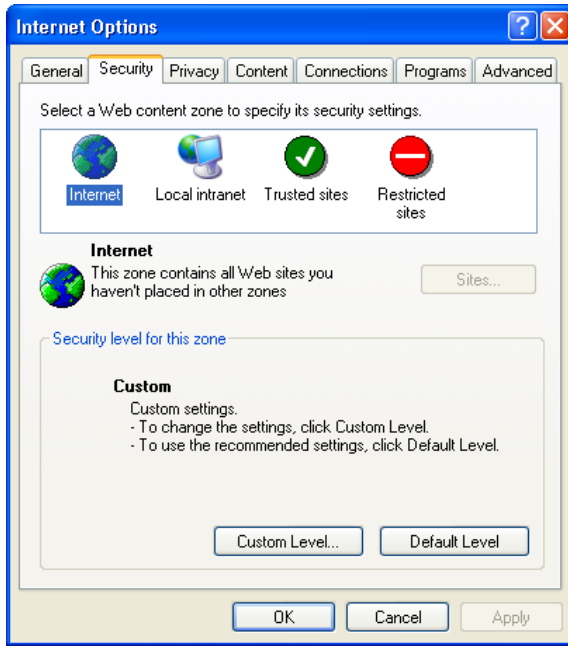 Internet Options
General Security Privacy Content Connections Programs Advanced
Select a Web content zone to specify its security settings.
Internet Local intranet Trusted sites Restricted sites
Internet
This zone contains all Web sites you
haven't placed in other zones
Sites...
Security level for this zone
Custom
Custom settings.
- To change the settings, click Custom Level.
- To use the recommended settings, click Default Level.
Custom Level... Default Level
OK Cancel Apply